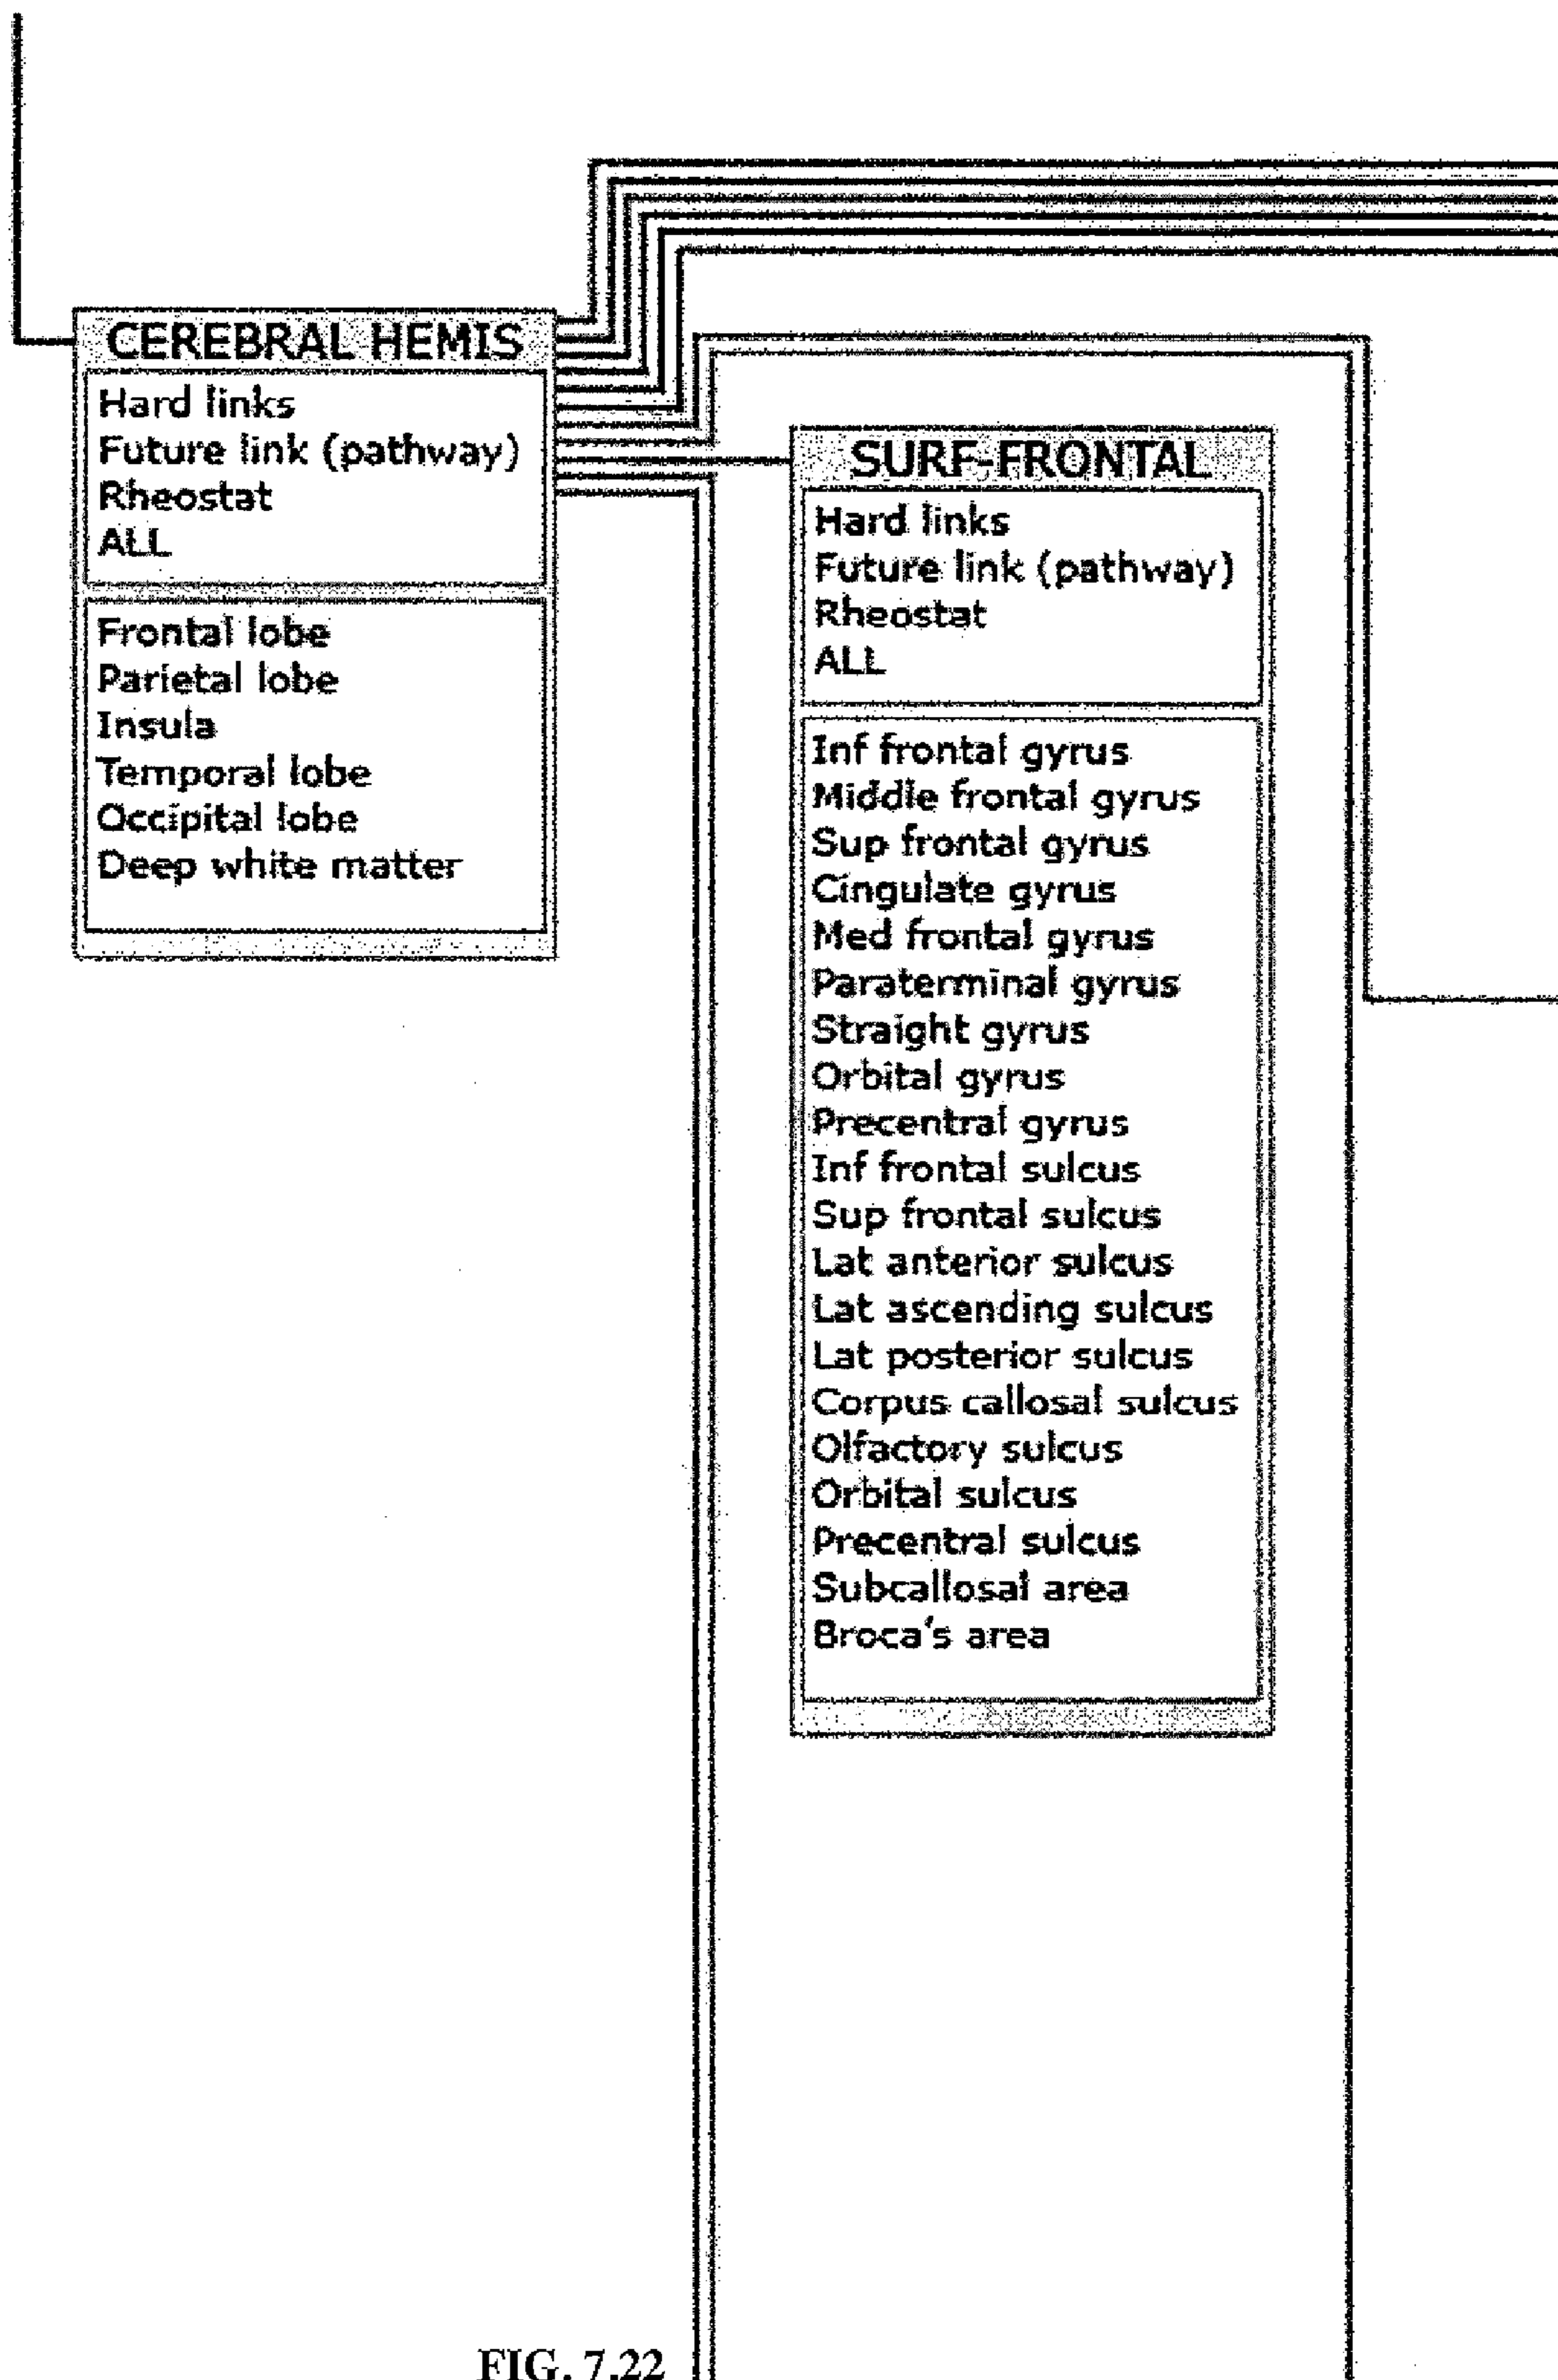 CEREBRAL HEMIS
Hard links
Future link (pathway)
Rheostat
ALL
Frontal lobe
Parietal lobe
Insula
Temporal lobe
Occipital lobe
Deep white matter
SURF-FRONTAL
Hard links
Future link (pathway)
Rheostat
ALL
Inf frontal gyrus
Middle frontal gyrus
Sup frontal gyrus
Cingulate gyrus
Med frontal gyrus
Paraterminal gyrus
Straight gyrus
Orbital gyrus
Precentral gyrus
Inf frontal sulcus
Sup frontal sulcus
Lat anterior sulcus
Lat ascending sulcus
Lat posterior sulcus
Corpus callosal sulcus
Olfactory sulcus
Orbital sulcus
Precentral sulcus
Subcallosal area
Broca's area
FIG. 7.22